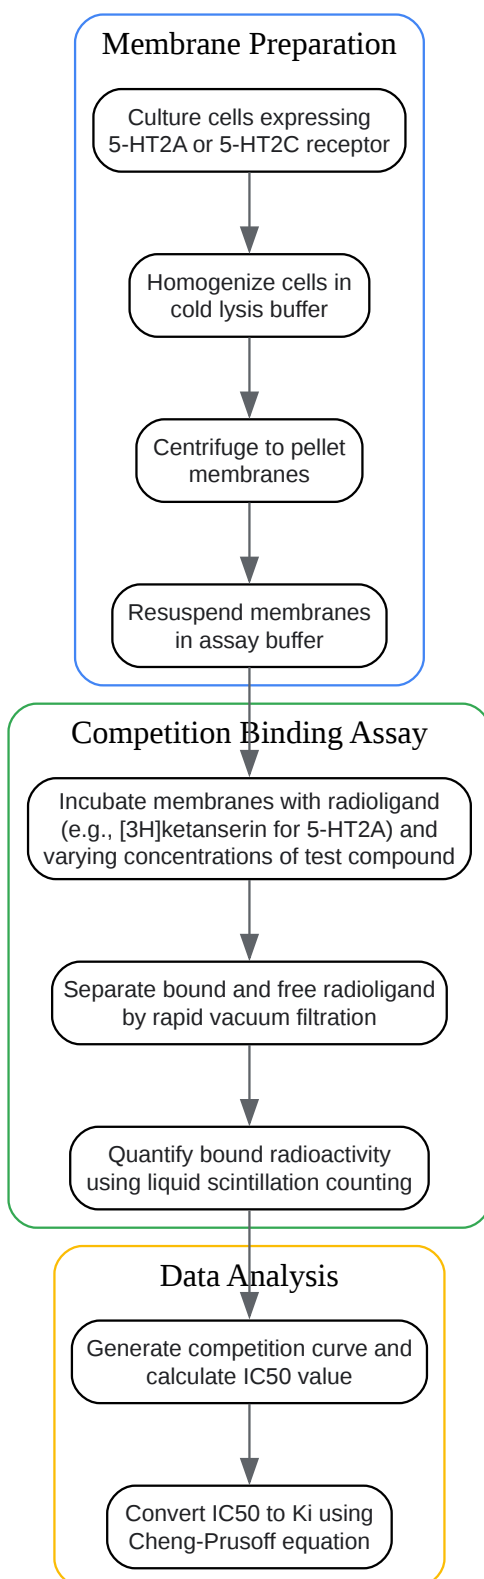 Membrane Preparation
Culture cells expressing
5-HT2A or 5-HT2C receptor
Homogenize cells in
cold lysis buffer
Centrifuge to pellet
membranes
Resuspend membranes
in assay buffer
Competition Binding Assay
Incubate membranes with radioligand
(e.g., [3H]ketanserin for 5-HT2A) and
varying concentrations of test compound
Separate bound and free radioligand
by rapid vacuum filtration
Quantify bound radioactivity
using liquid scintillation counting
Data Analysis
Generate competition curve and
calculate IC50 value
Convert IC50 to Ki using
Cheng-Prusoff equation